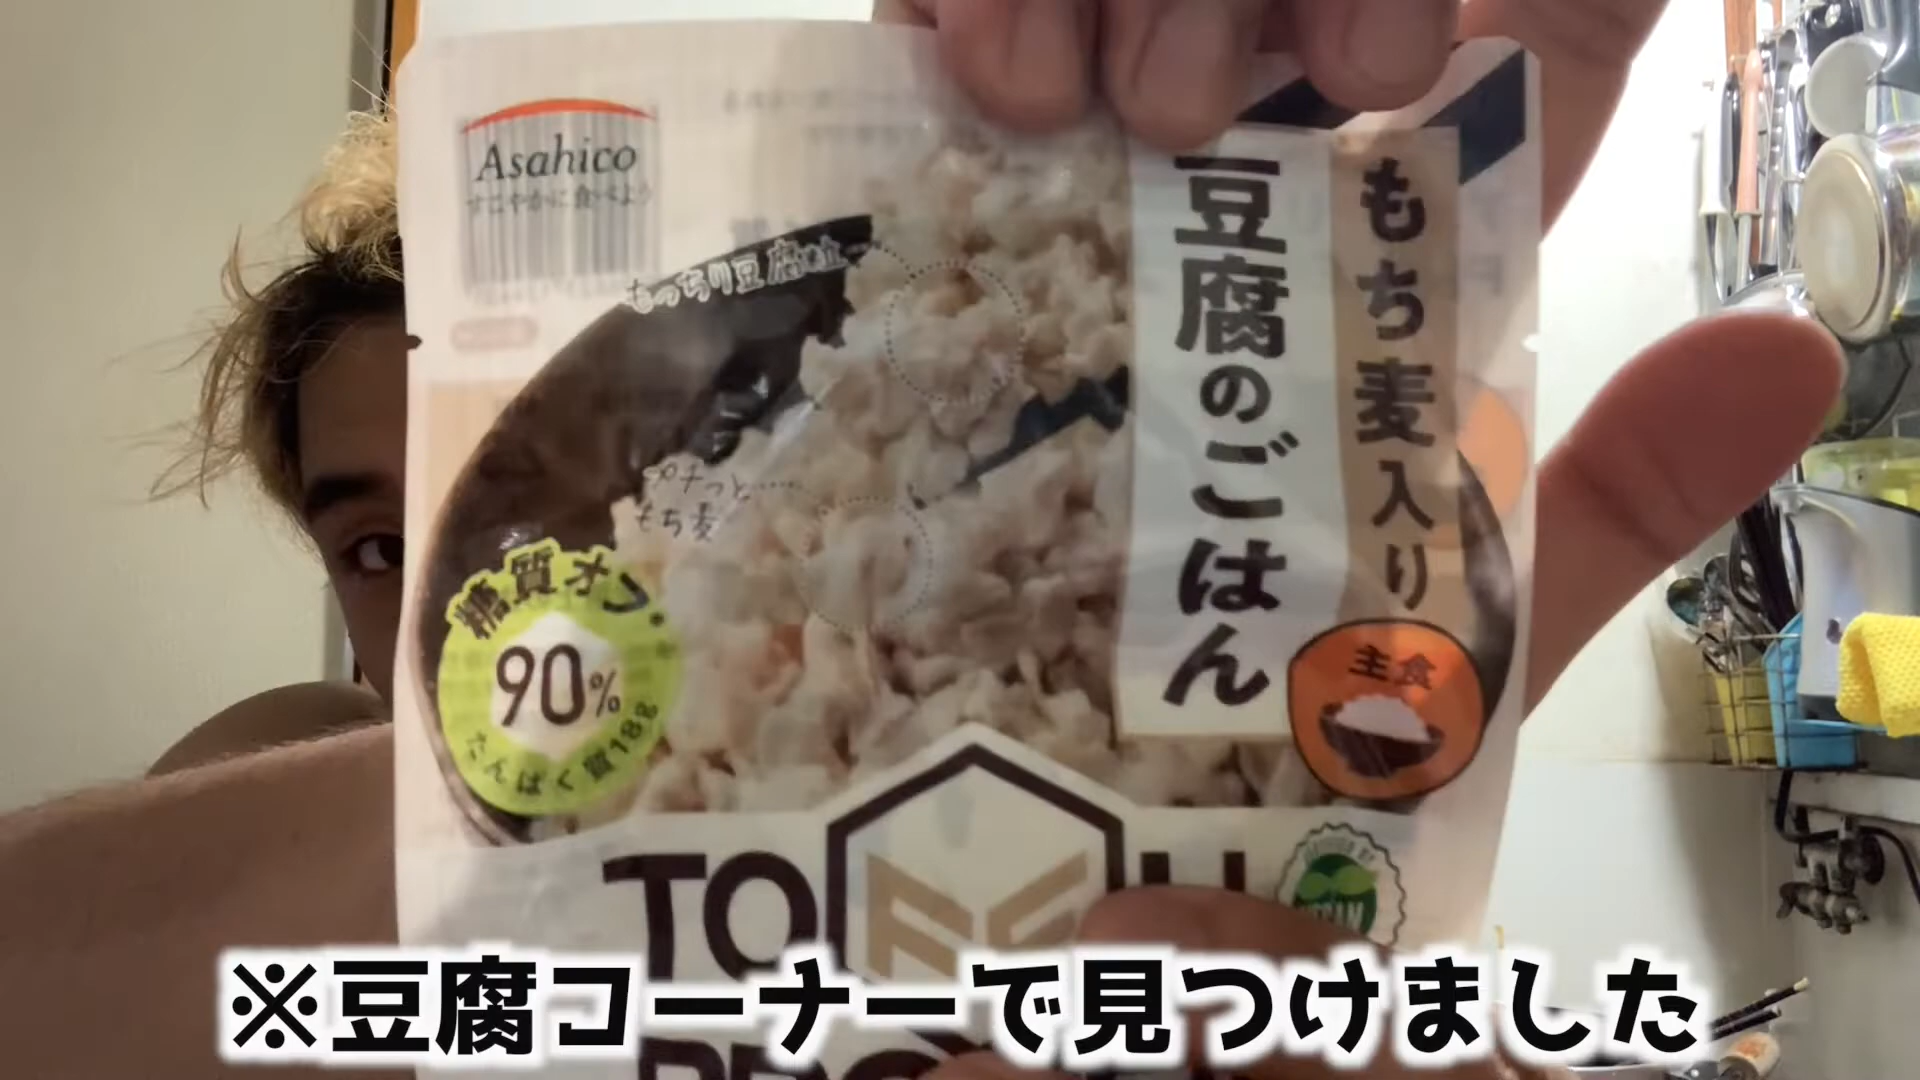 Asahico
すこやかに食べよう
もっちり豆腐粒
プチっと
もち麦
もち麦入り
豆腐のごはん
主食
糖質オフ
90%
たんぱく質18g
TOFU
VEGAN
※豆腐コーナーで見つけました